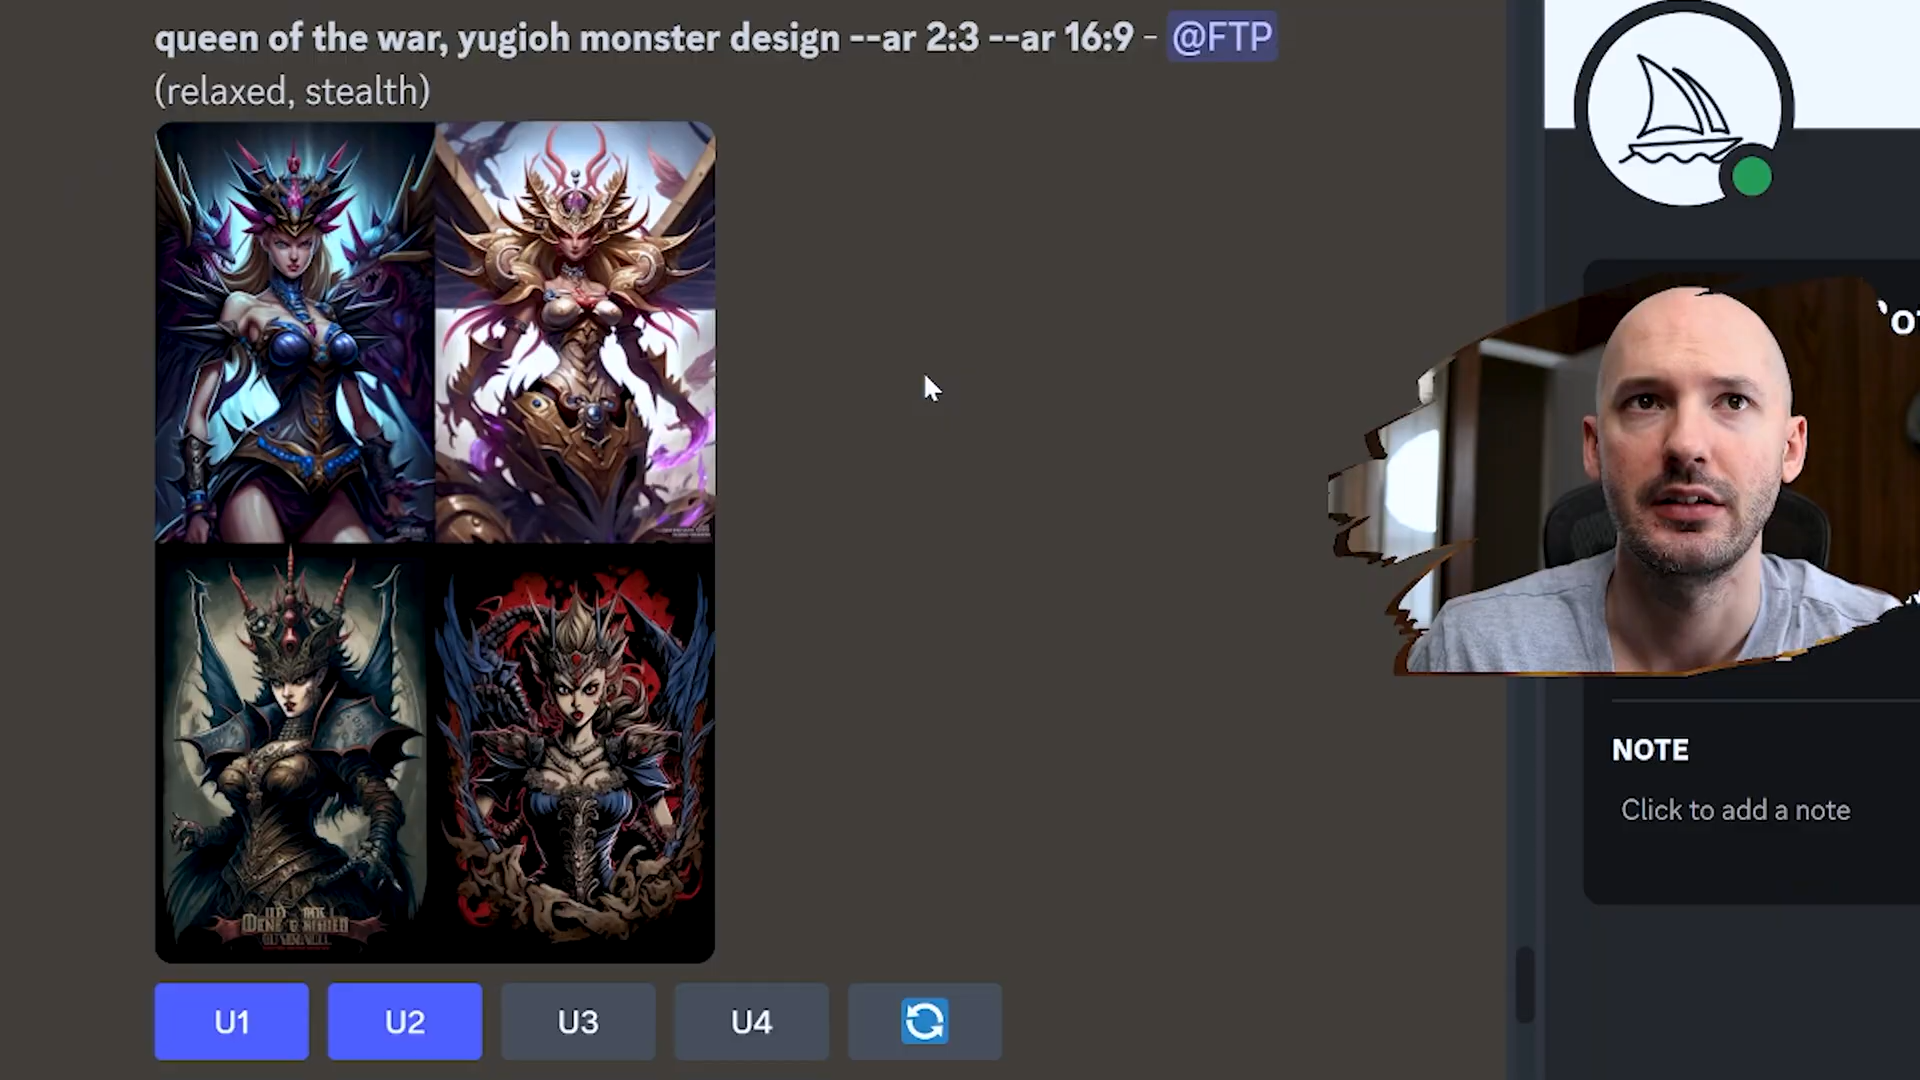 queen of the war, yugioh monster design --ar 2:3 --ar 16:9 - @FTP
(relaxed, stealth)
NOTE
Click to add a note
U1
U2
U3
U4